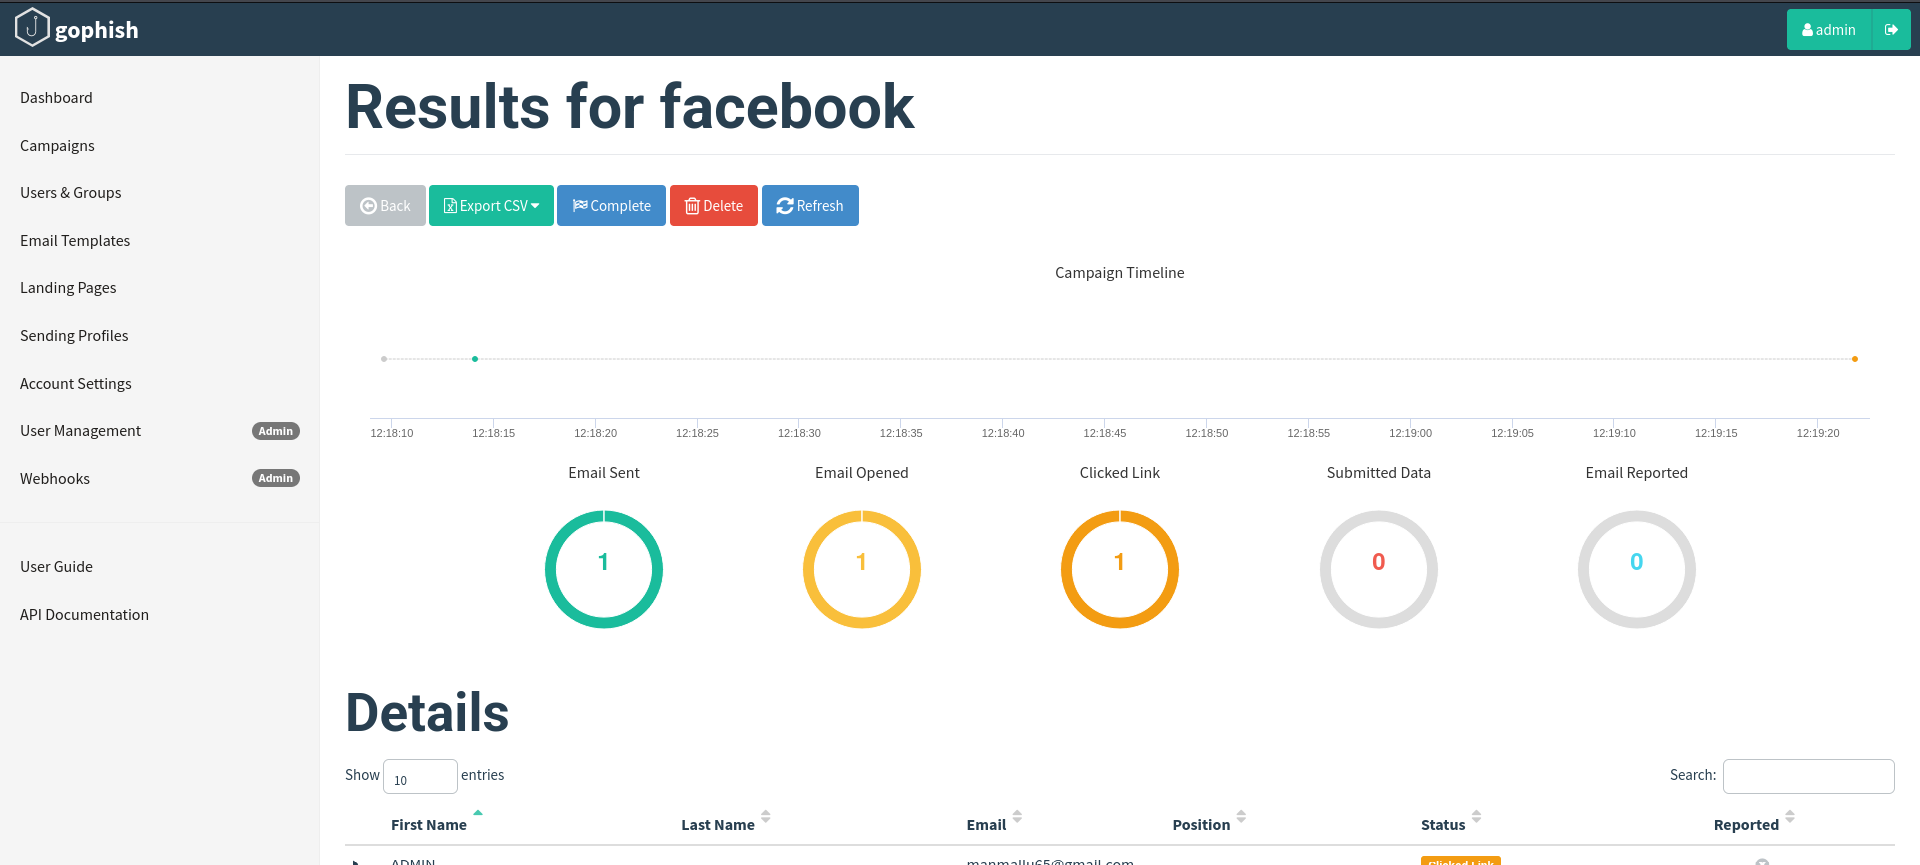 gophish
admin
Dashboard
Campaigns
Users & Groups
Email Templates
Landing Pages
Sending Profiles
Account Settings
User Management Admin
Webhooks Admin
User Guide
API Documentation
Results for facebook
Back Export CSV Complete Delete Refresh
Campaign Timeline
12:18:10 12:18:15 12:18:20 12:18:25 12:18:30 12:18:35 12:18:40 12:18:45 12:18:50 12:18:55 12:19:00 12:19:05 12:19:10 12:19:15 12:19:20
Email Sent Email Opened Clicked Link Submitted Data Email Reported
1 1 1 0 0
Details
Show 10 entries Search:
First Name Last Name Email Position Status Reported
ADMIN manmallu65@gmail.com Clicked Link